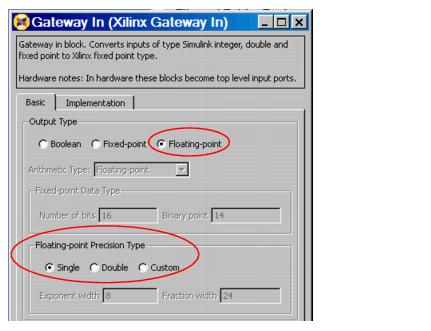 Gateway In (Xilinx Gateway In)
Gateway in block. Converts inputs of type Simulink integer, double and
fixed point to Xilinx fixed point type.
Hardware notes: In hardware these blocks become top level input ports.
Basic Implementation
Output Type
Boolean Fixed-point Floating-point
Arithmetic Type: Floating-point
Fixed-point Data Type
Number of bits 16 Binary point 14
Floating-point Precision Type
Single Double Custom
Exponent width 8 Fraction width 24